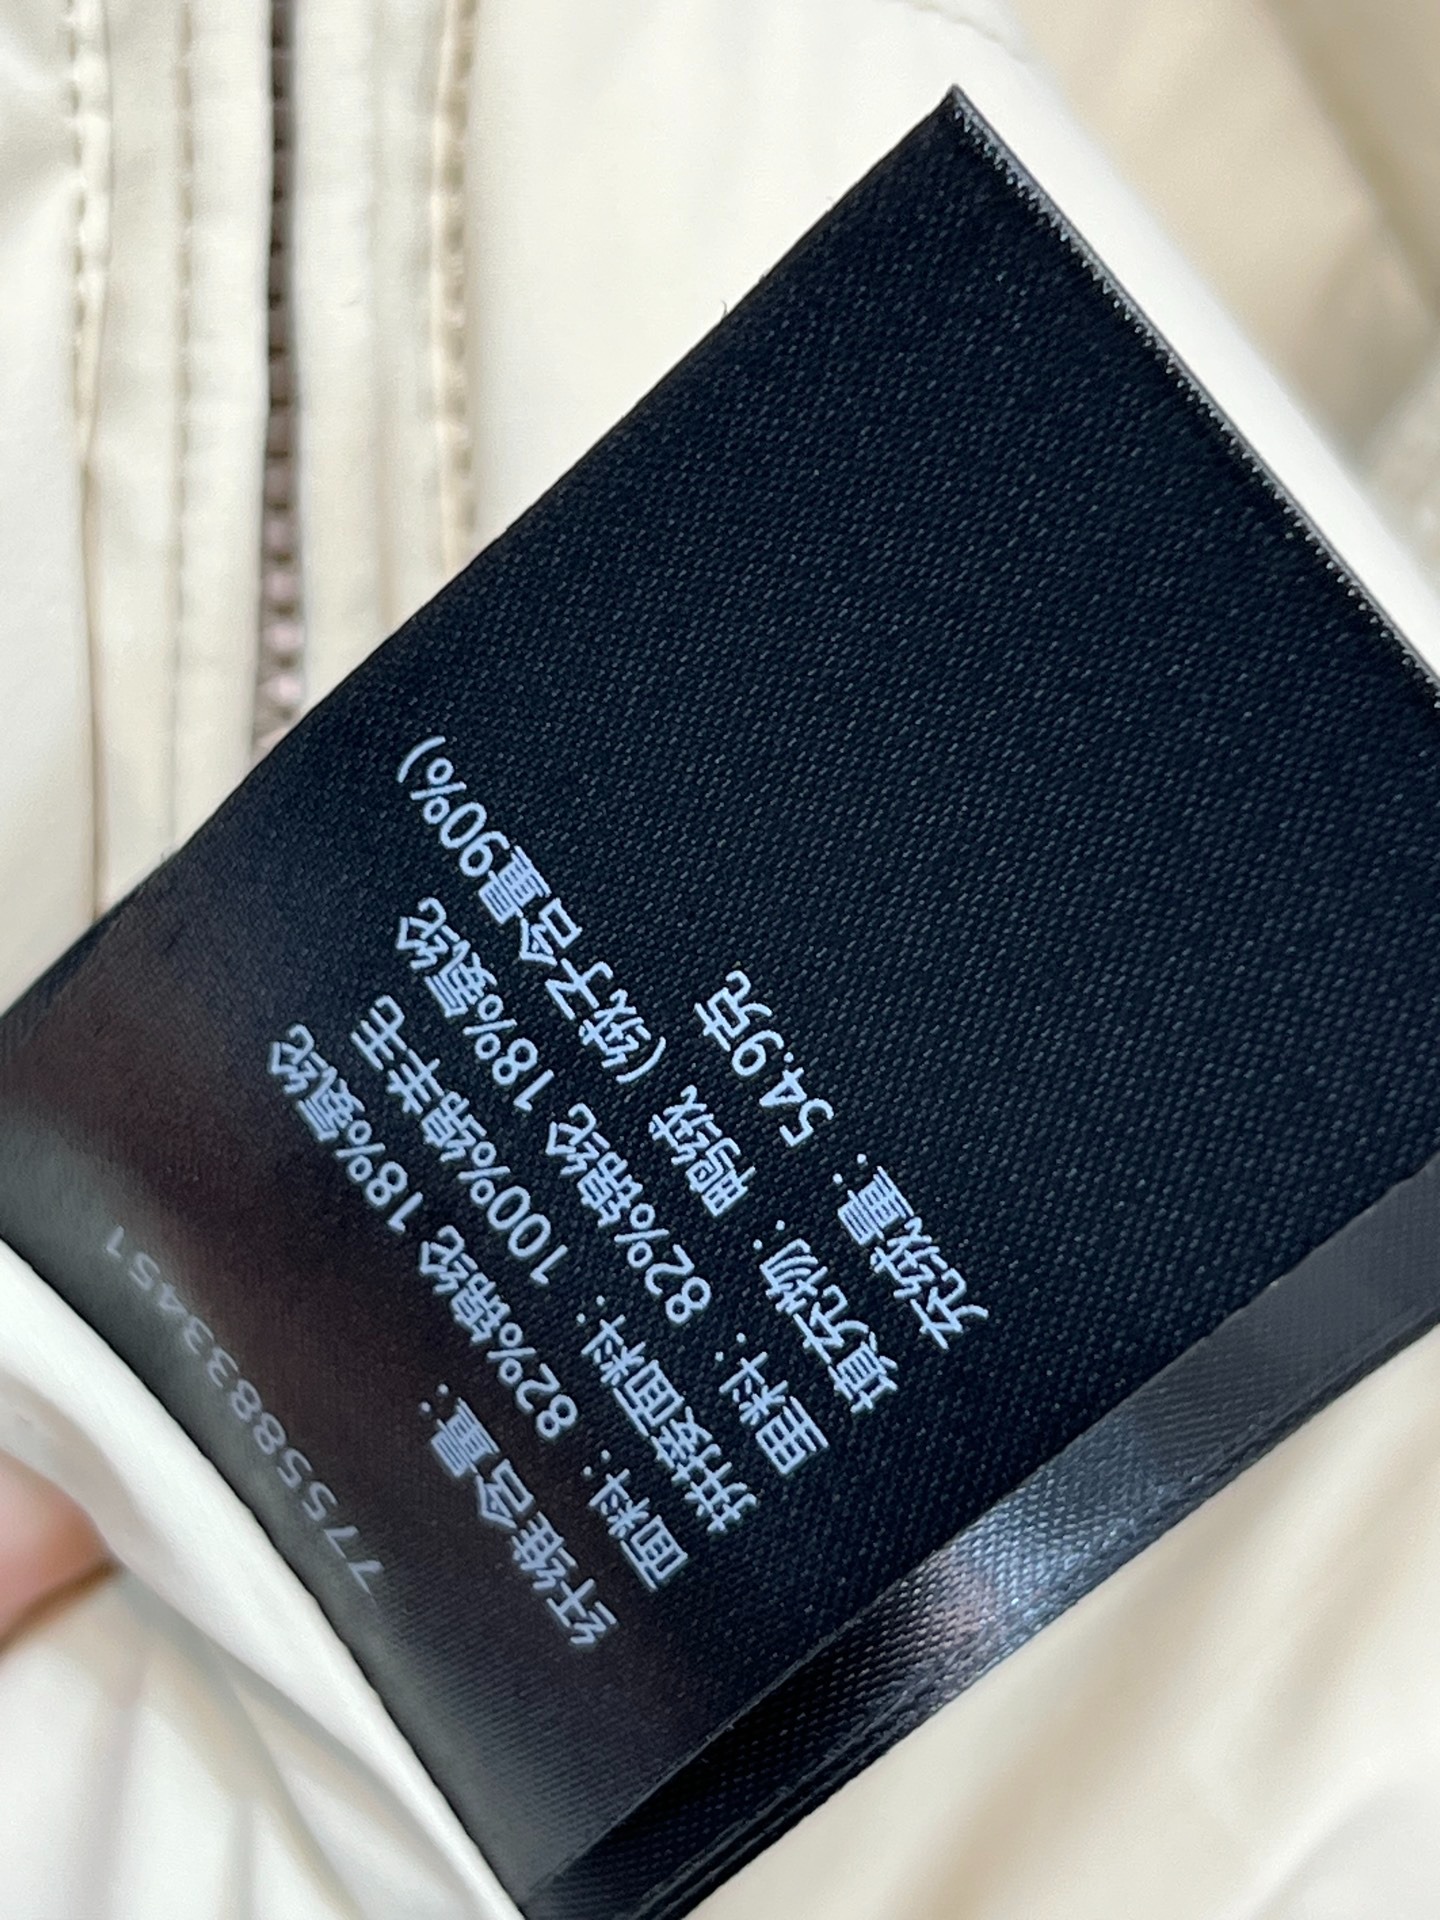 77558833451
纤维含量：
面料：82%锦纶 18%氨纶
拼接面料：100%绵羊毛
里料：82%锦纶 18%氨纶
填充物：鸭绒（绒子含量90%）
充绒量：54.9克